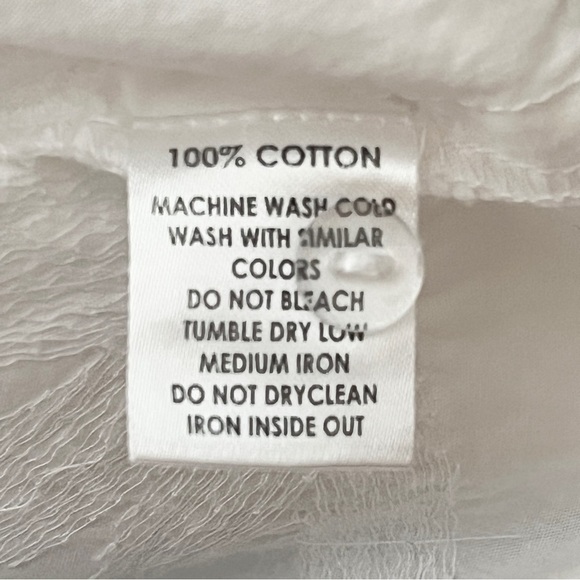 100% COTTON
MACHINE WASH COLD
WASH WITH SIMILAR
COLORS
DO NOT BLEACH
TUMBLE DRY LOW
MEDIUM IRON
DO NOT DRYCLEAN
IRON INSIDE OUT